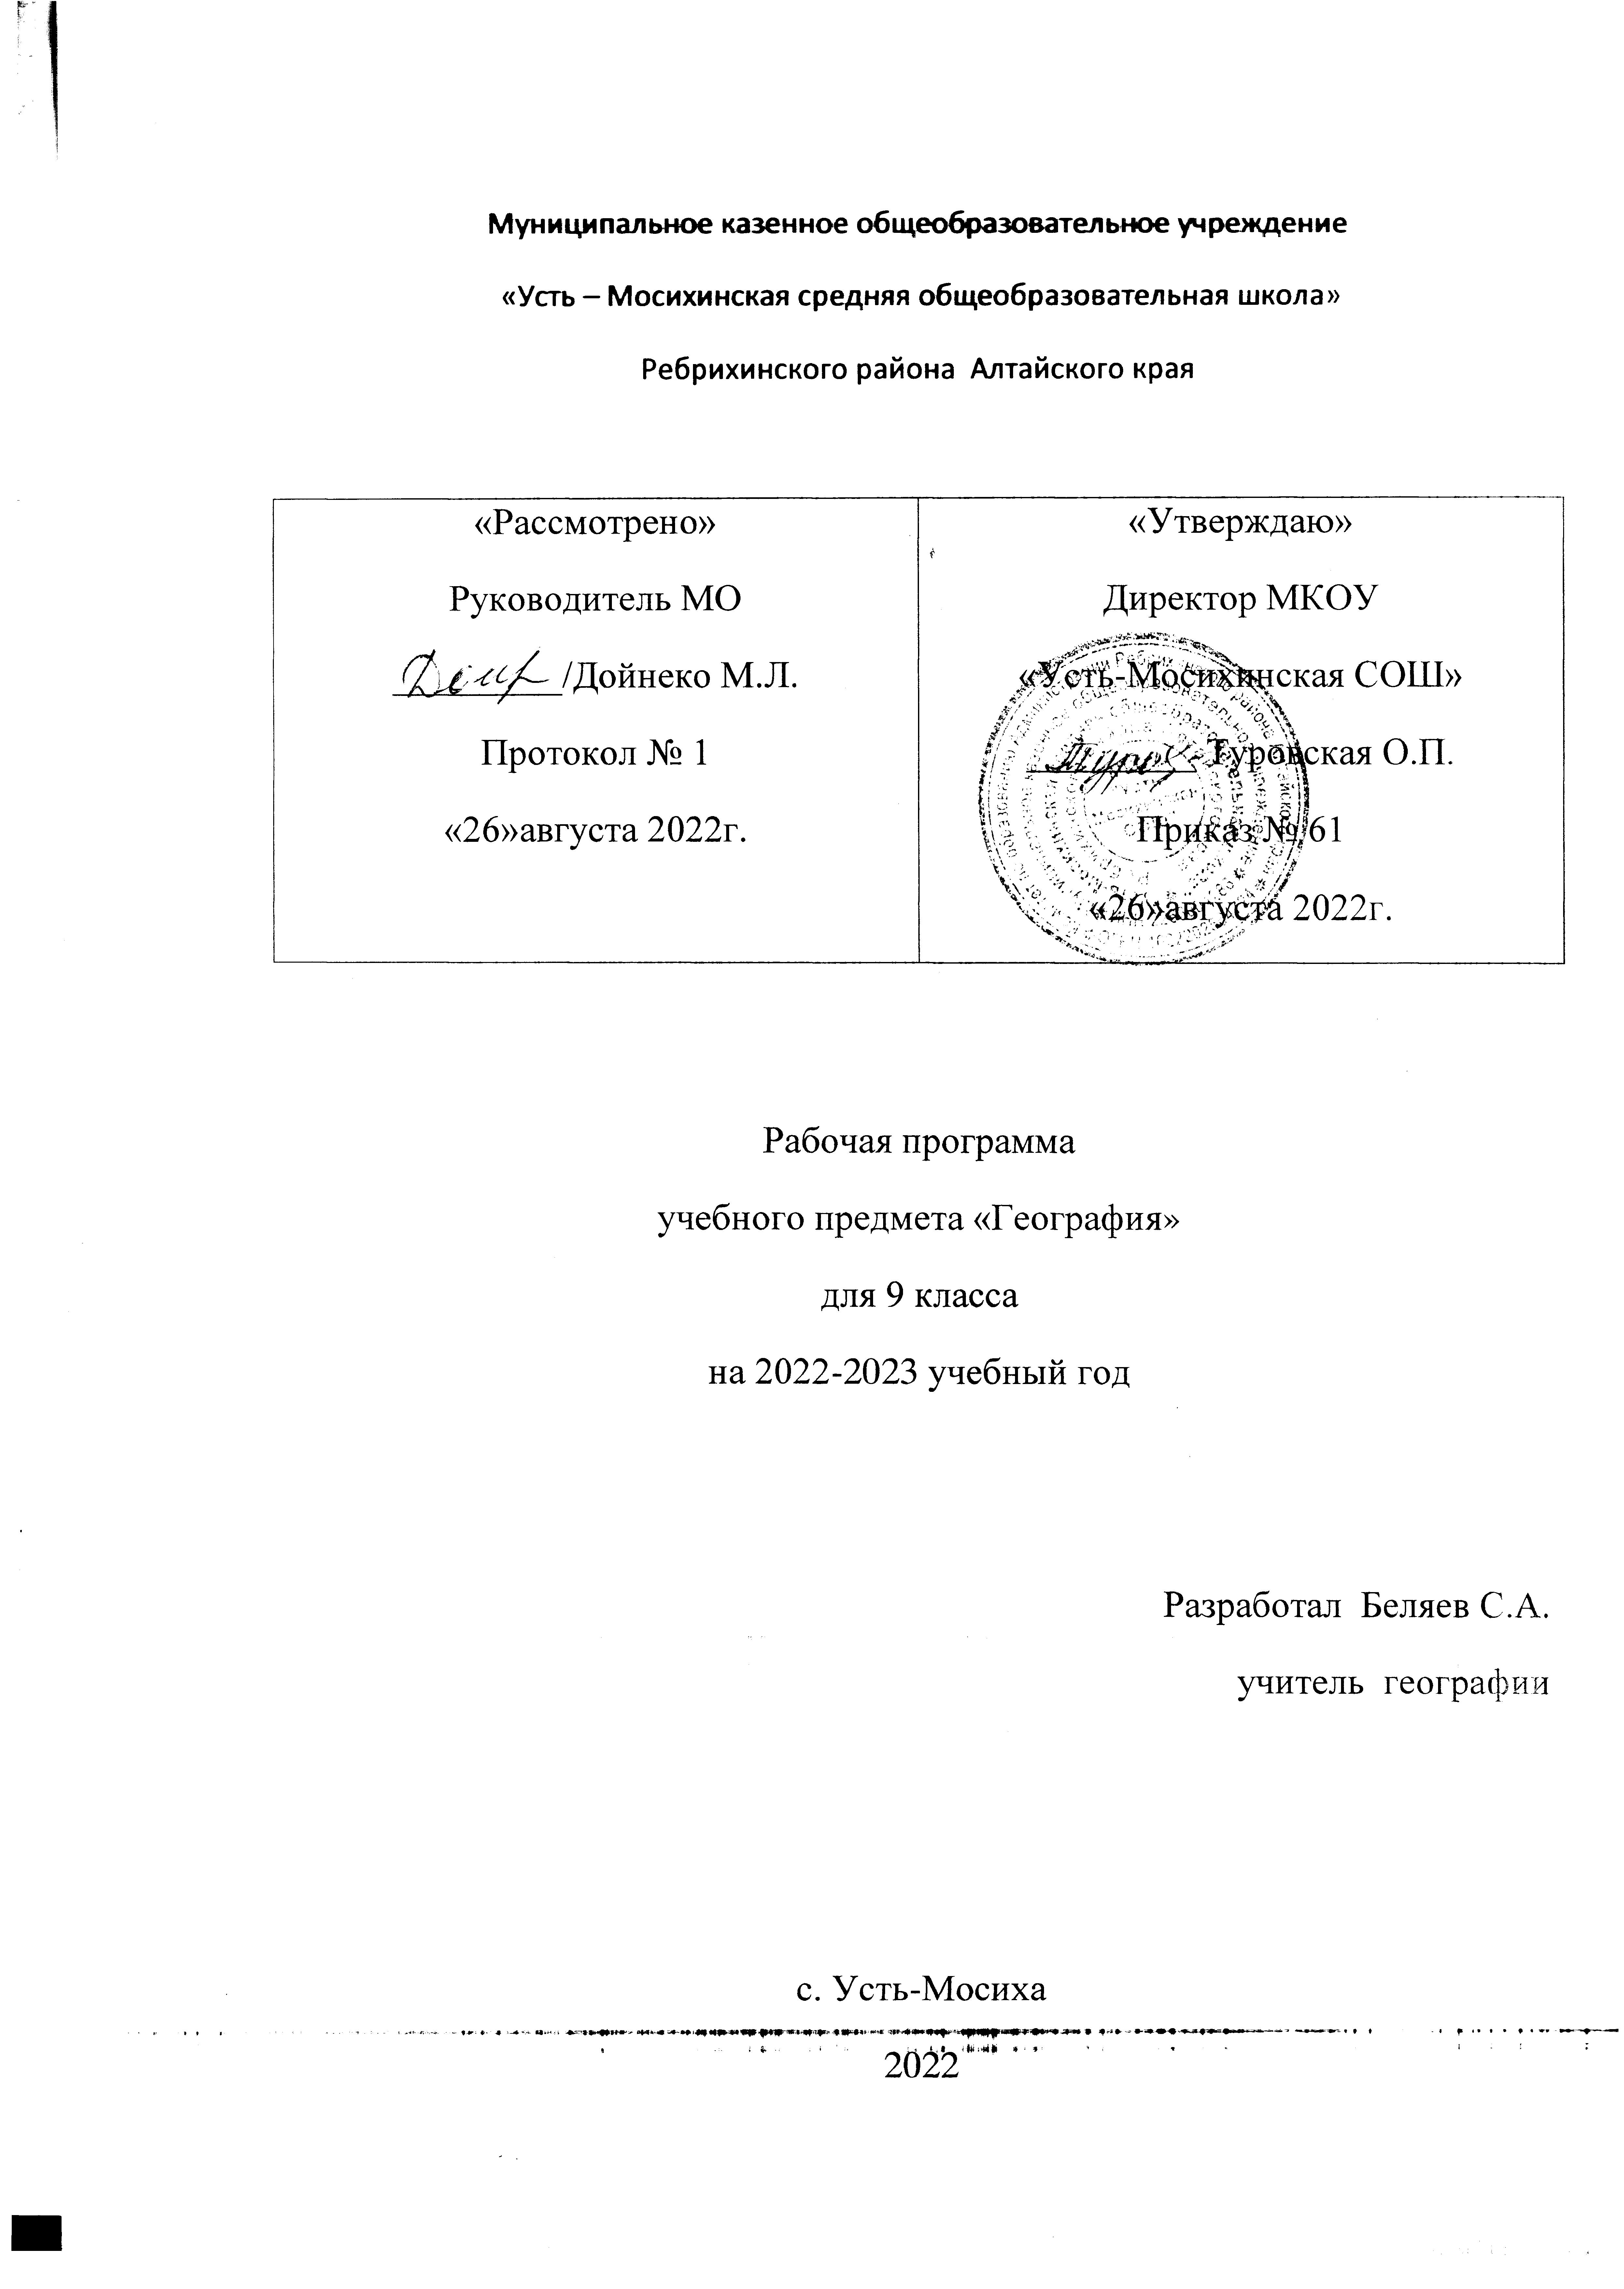 Муниципальное казенное общеобразовательное учреждение
«Усть – Мосихинская средняя общеобразовательная школа»
Ребрихинского района Алтайского края
«Рассмотрено»
Руководитель МО
/Дойнеко М.Л.
Протокол № 1
«26»августа 2022г.
«Утверждаю»
Директор МКОУ
«Усть-Мосихинская СОШ»
Туровская О.П.
Приказ № 61
«26»августа 2022г.
Рабочая программа
учебного предмета «География»
для 9 класса
на 2022-2023 учебный год
Разработал Беляев С.А.
учитель географии
с. Усть-Мосиха
2022